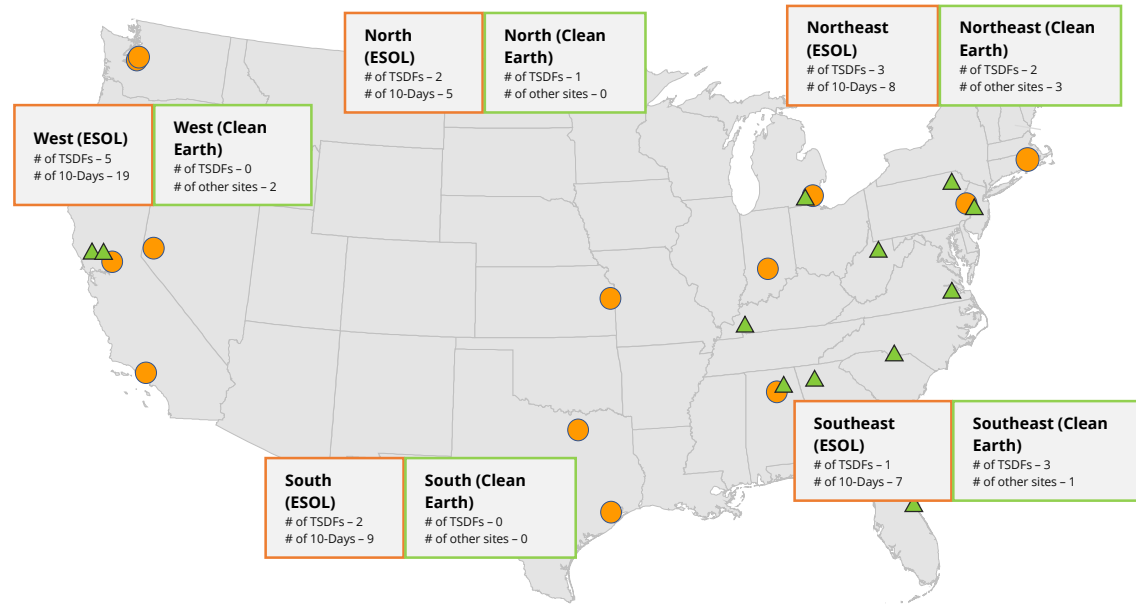 North
(ESOL)
# of TSDFs – 2
# of 10-Days – 5
North (Clean
Earth)
# of TSDFs – 1
# of other sites – 0
Northeast
(ESOL)
# of TSDFs – 3
# of 10-Days – 8
Northeast (Clean
Earth)
# of TSDFs – 2
# of other sites – 3
West (ESOL)
# of TSDFs – 5
# of 10-Days – 19
West (Clean
Earth)
# of TSDFs – 0
# of other sites – 2
Southeast
(ESOL)
# of TSDFs – 1
# of 10-Days – 7
Southeast (Clean
Earth)
# of TSDFs – 3
# of other sites – 1
South
(ESOL)
# of TSDFs – 2
# of 10-Days – 9
South (Clean
Earth)
# of TSDFs – 0
# of other sites – 0